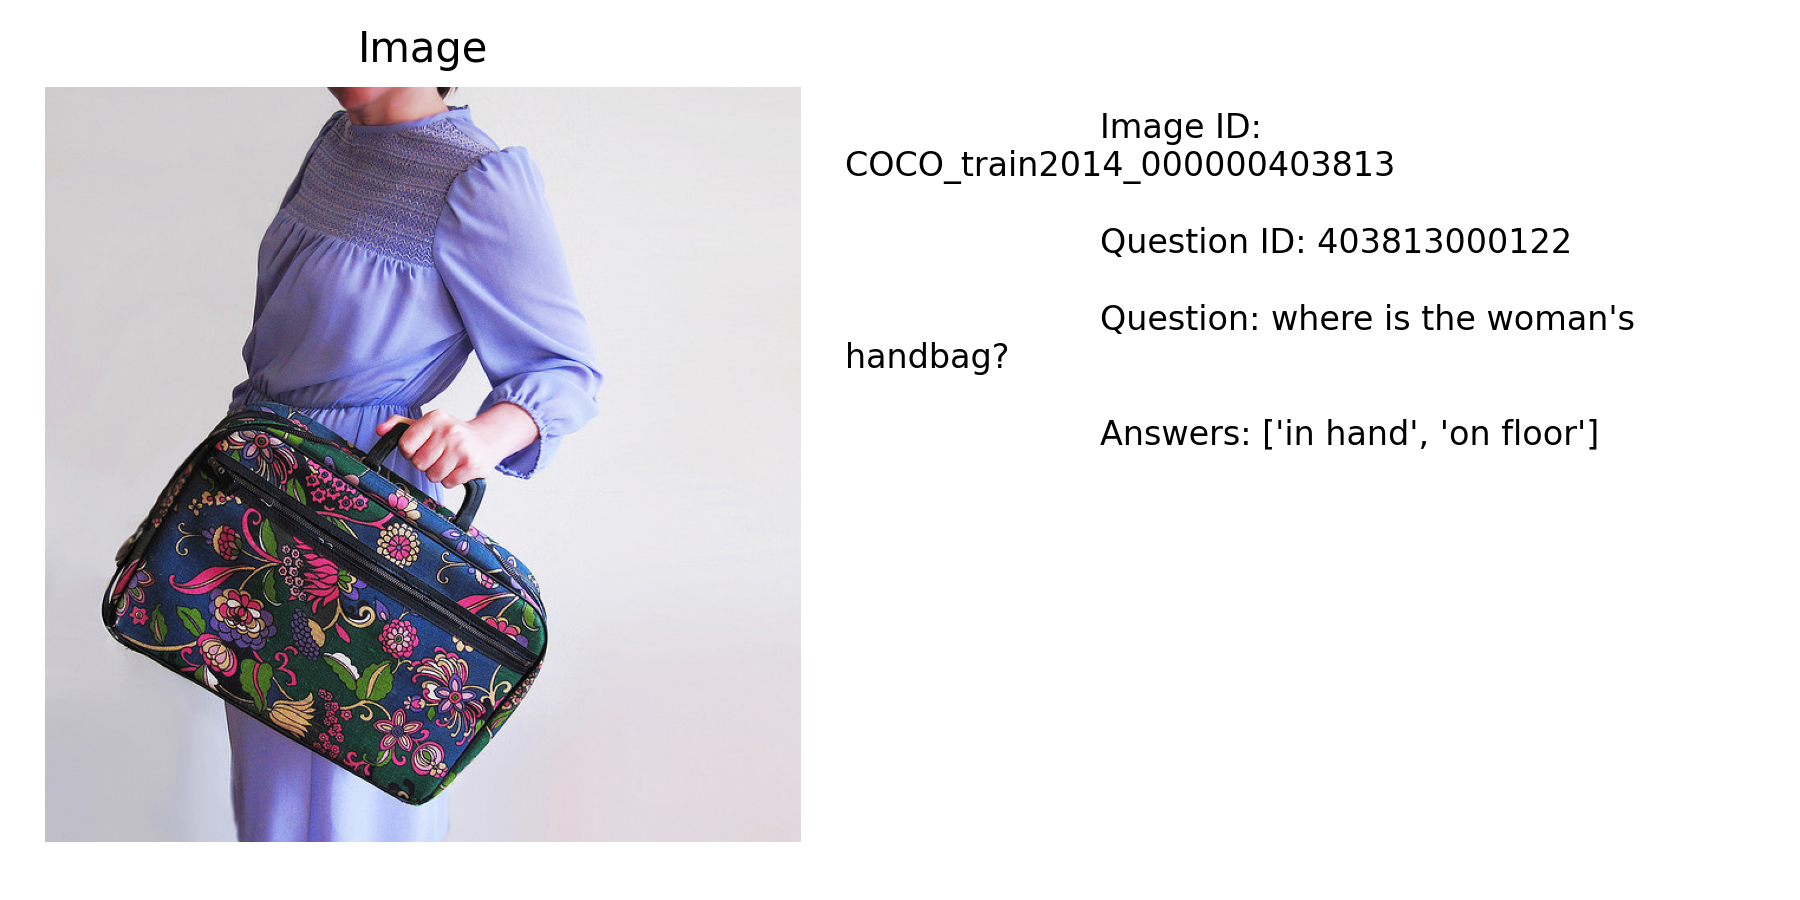 Image
Image ID:
COCO_train2014_000000403813
Question ID: 403813000122
Question: where is the woman's
handbag?
Answers: ['in hand', 'on floor']